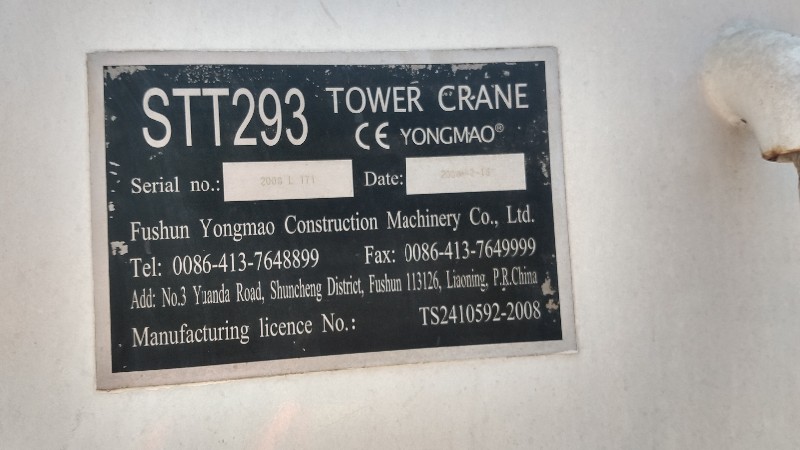 STT293 TOWER CRANE
CE YONGMAO®
Serial no.: Date:
Fushun Yongmao Construction Machinery Co., Ltd.
Tel: 0086-413-7648899 Fax: 0086-413-7649999
Add: No.3 Yuanda Road, Shuncheng District, Fushun 113126, Liaoning, P.R.China
Manufacturing licence No.: TS2410592-2008